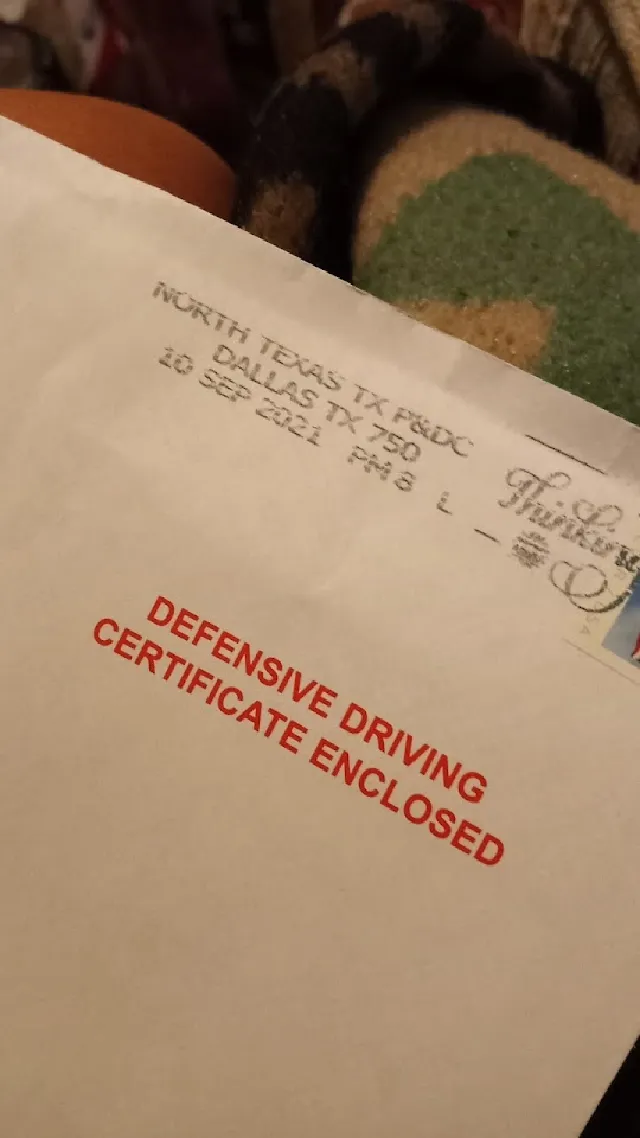 NORTH TEXAS TX P&DC
DALLAS TX 750
10 SEP 2021 PM 8 L
DEFENSIVE DRIVING
CERTIFICATE ENCLOSED